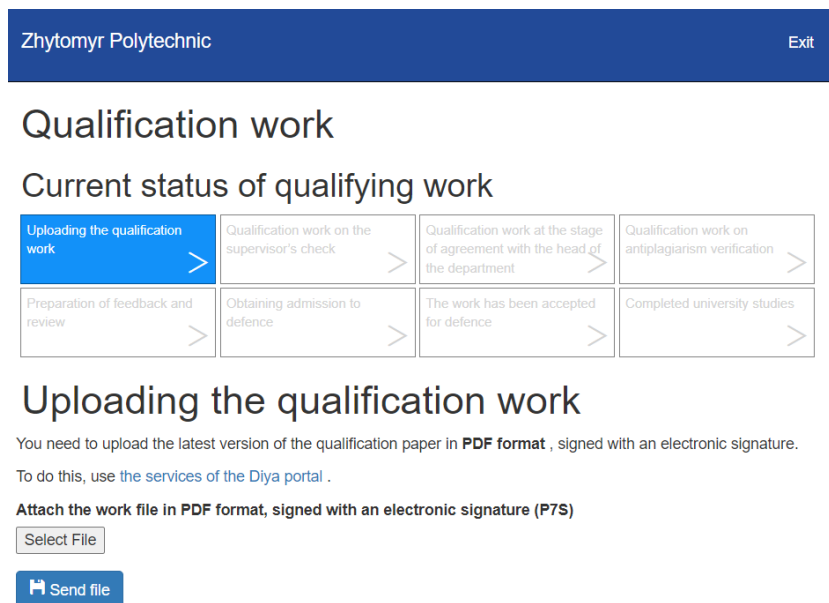 Zhytomyr Polytechnic
Exit
Qualification work
Current status of qualifying work
Uploading the qualification
work
Qualification work on the
supervisor's check
Qualification work at the stage
of agreement with the head of
the department
Qualification work on
antiplagiarism verification
Preparation of feedback and
review
Obtaining admission to
defence
The work has been accepted
for defence
Completed university studies
Uploading the qualification work
You need to upload the latest version of the qualification paper in PDF format , signed with an electronic signature.
To do this, use the services of the Diya portal .
Attach the work file in PDF format, signed with an electronic signature (P7S)
Select File
Send file